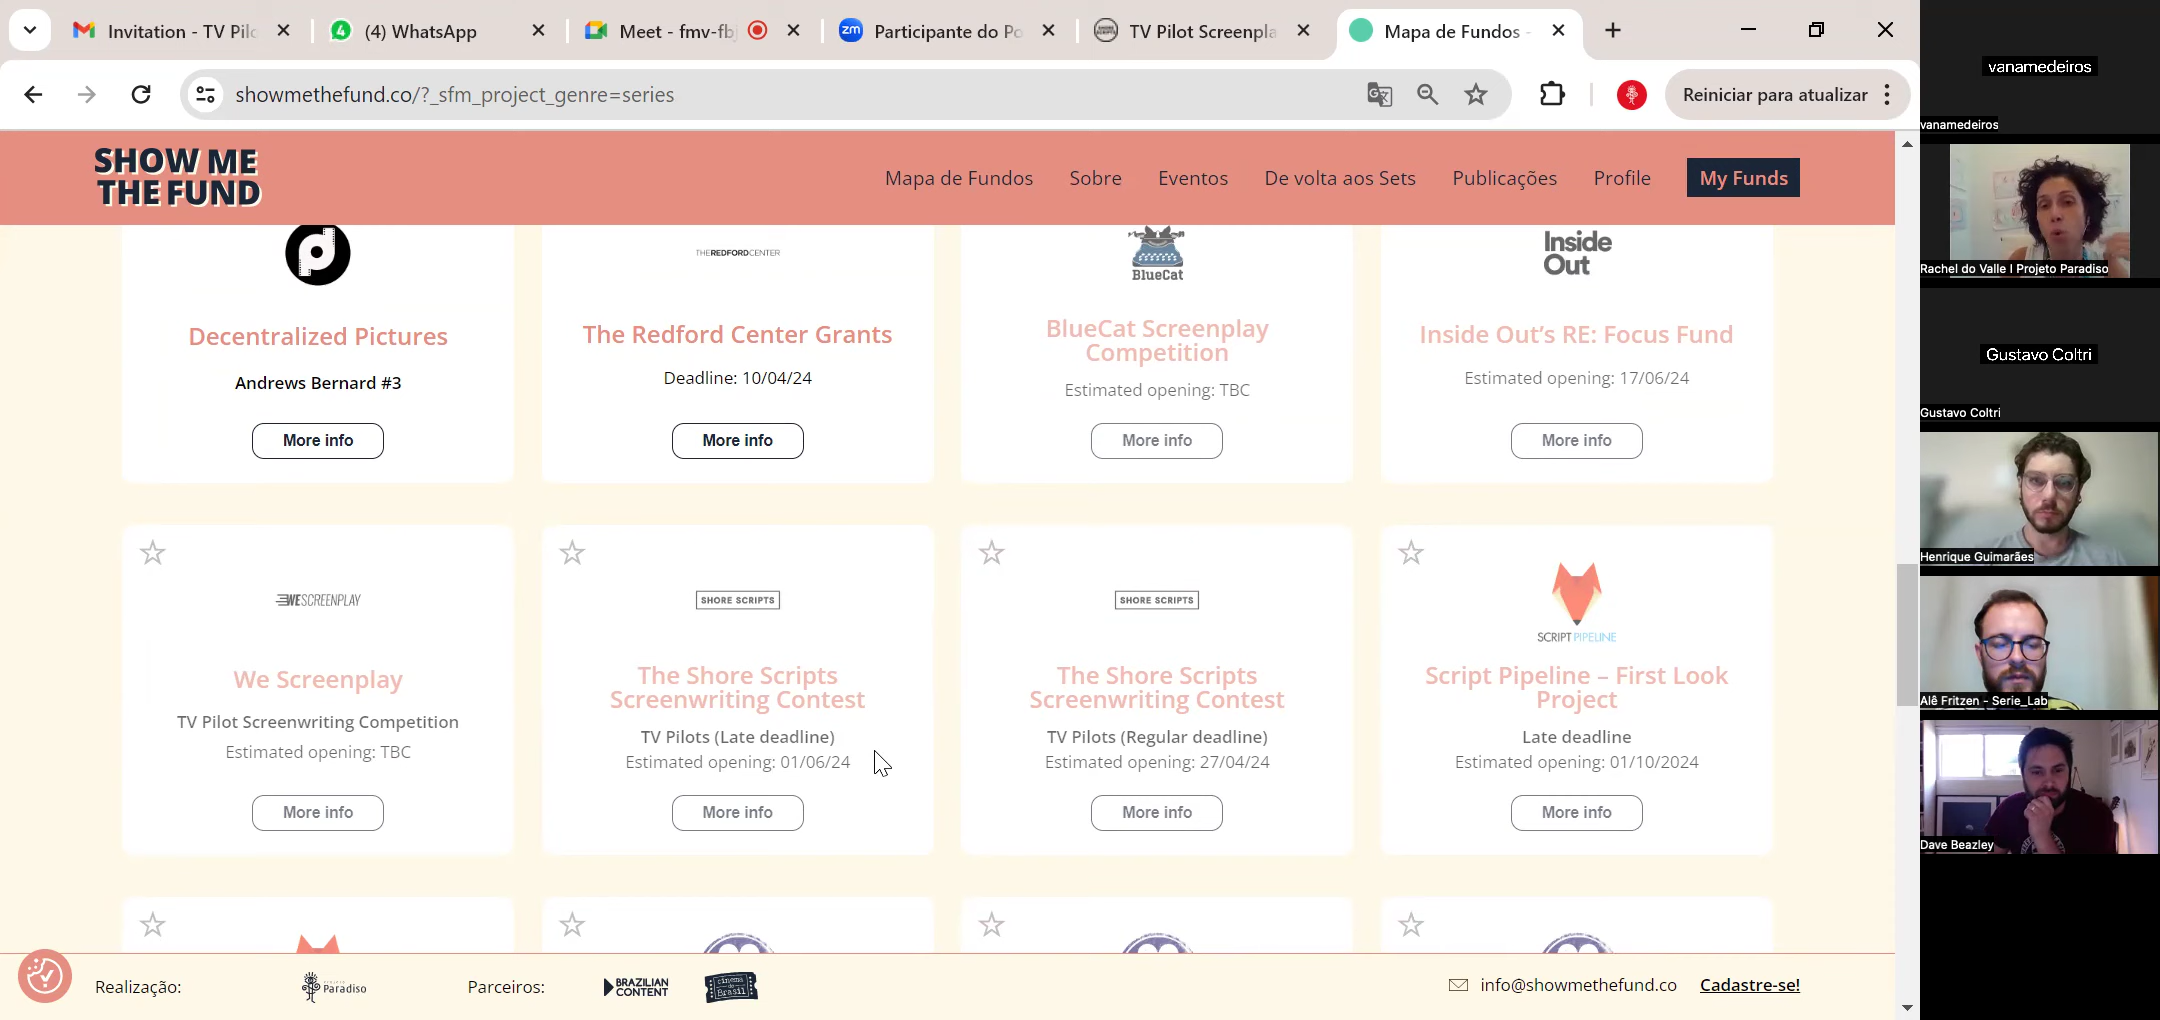 Invitation - TV Pil
(4) WhatsApp
Meet - fmv-fb
zm
Participante do Po
TV Pilot Screenpla
Mapa de Fundos -
showmethefund.co/?_sfm_project_genre=series
Reiniciar para atualizar
SHOW ME
THE FUND
Mapa de Fundos
Sobre
Eventos
De volta aos Sets
Publicações
Profile
My Funds
THE REDFORD CENTER
BlueCat
Inside
Out
Decentralized Pictures
Andrews Bernard #3
More info
The Redford Center Grants
Deadline: 10/04/24
More info
BlueCat Screenplay
Competition
Estimated opening: TBC
More info
Inside Out’s RE: Focus Fund
Estimated opening: 17/06/24
More info
WESCREENPLAY
We Screenplay
TV Pilot Screenwriting Competition
Estimated opening: TBC
More info
SHORE SCRIPTS
The Shore Scripts
Screenwriting Contest
TV Pilots (Late deadline)
Estimated opening: 01/06/24
More info
SHORE SCRIPTS
The Shore Scripts
Screenwriting Contest
TV Pilots (Regular deadline)
Estimated opening: 27/04/24
More info
SCRIPT PIPELINE
Script Pipeline – First Look
Project
Late deadline
Estimated opening: 01/10/2024
More info
Realização:
Paradiso
Parceiros:
BRAZILIAN
CONTENT
cinema
do
Brasil
info@showmethefund.co
Cadastre-se!
vanamedeiros
vanamedeiros
Rachel do Valle I Projeto Paradiso
Gustavo Coltri
Gustavo Coltri
Henrique Guimarães
Alê Fritzen - Serie_Lab
Dave Beazley